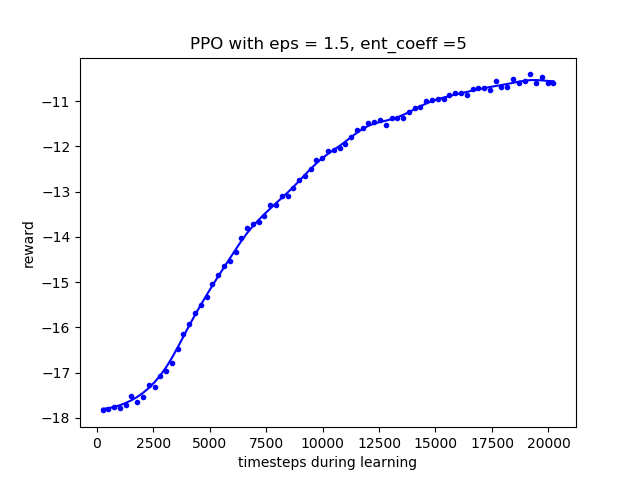 PPO with eps = 1.5, ent_coeff =5
−11
−12
−13
−14
−15
−16
−17
−18
reward
0 2500 5000 7500 10000 12500 15000 17500 20000
timesteps during learning